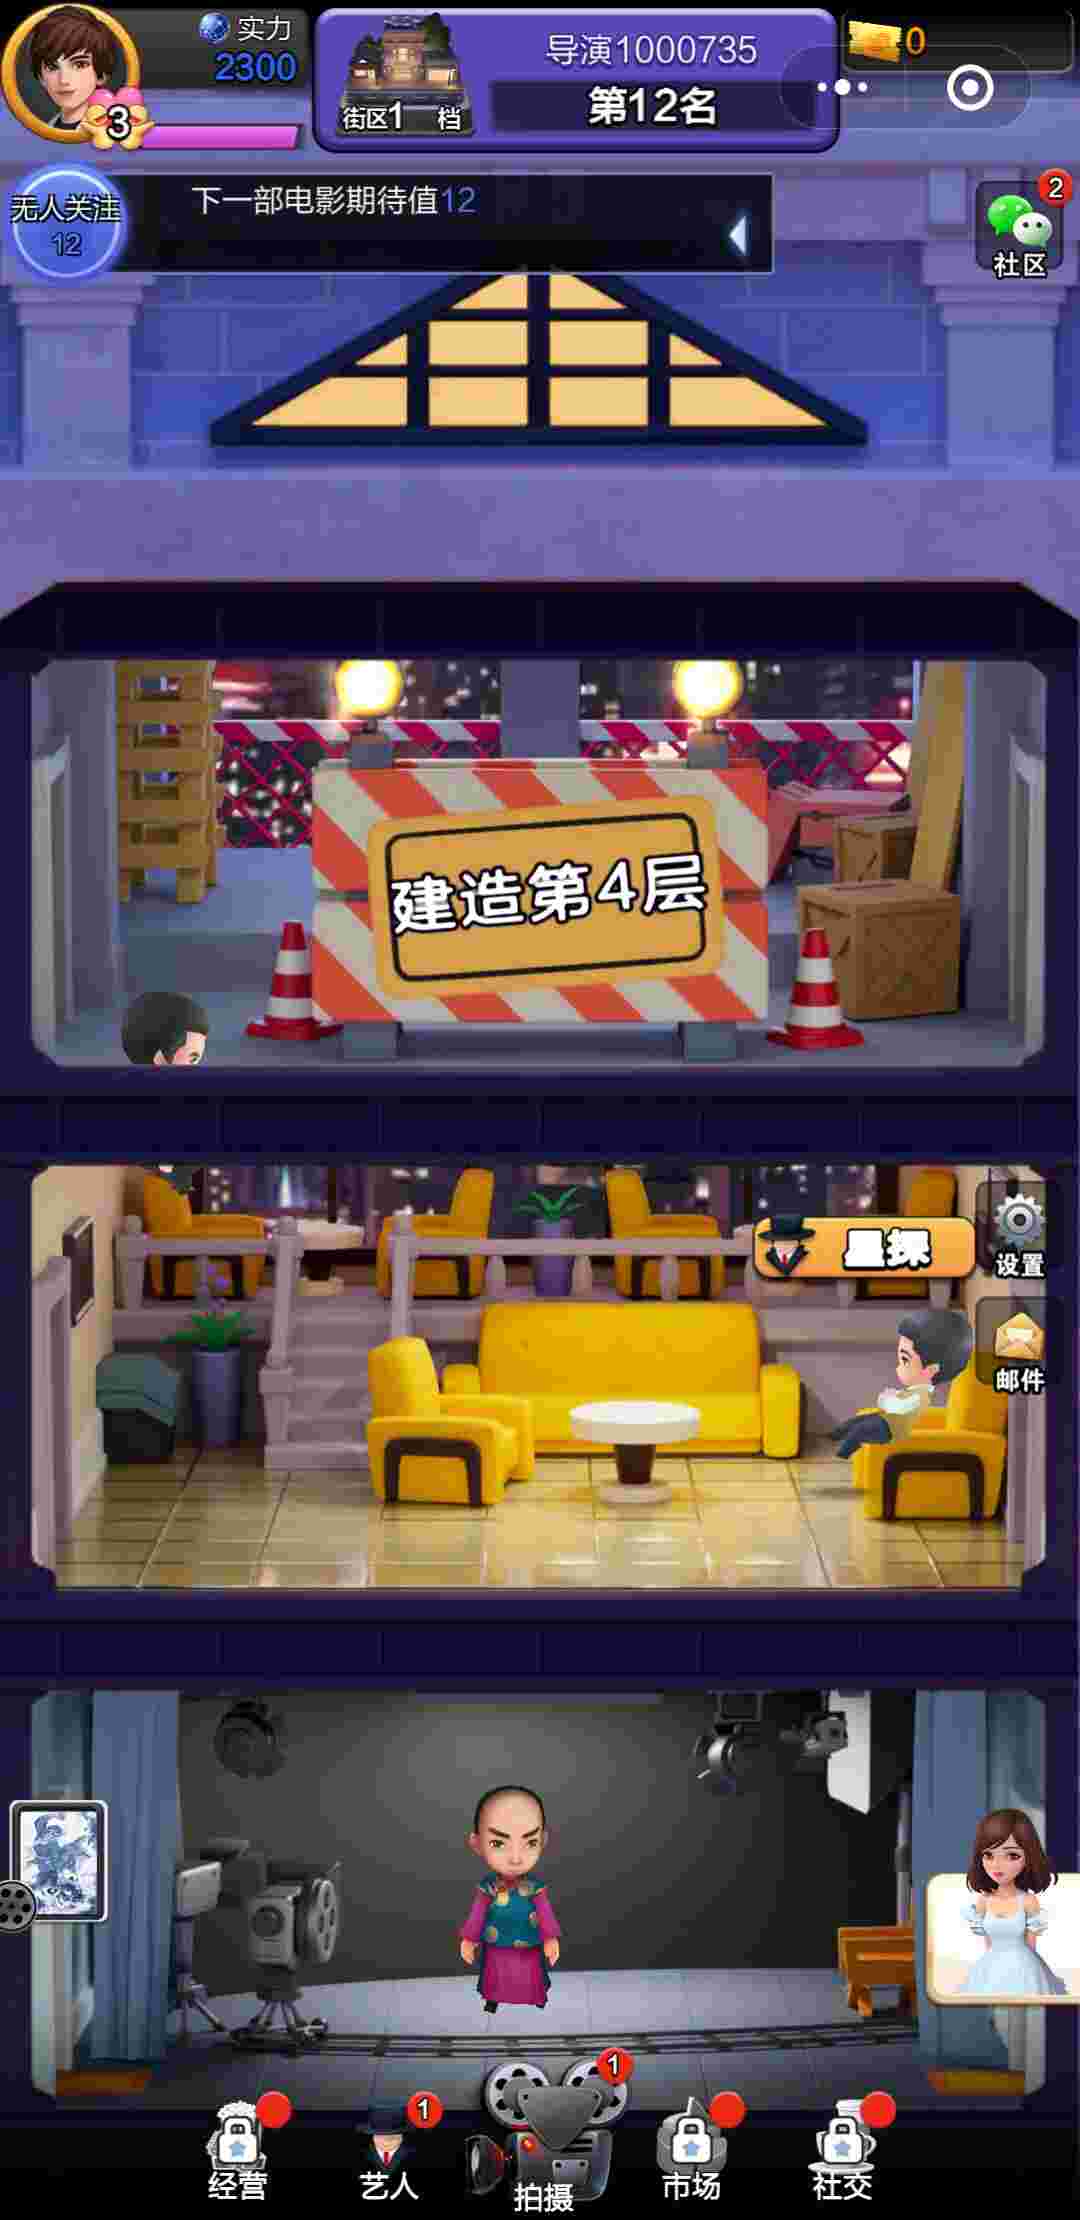 实力
2300
3
街区1 档
导演1000735
第12名
0
无人关注
12
下一部电影期待值12
2
社区
建造第4层
星探
设置
邮件
1
1
经营
艺人
拍摄
市场
社交